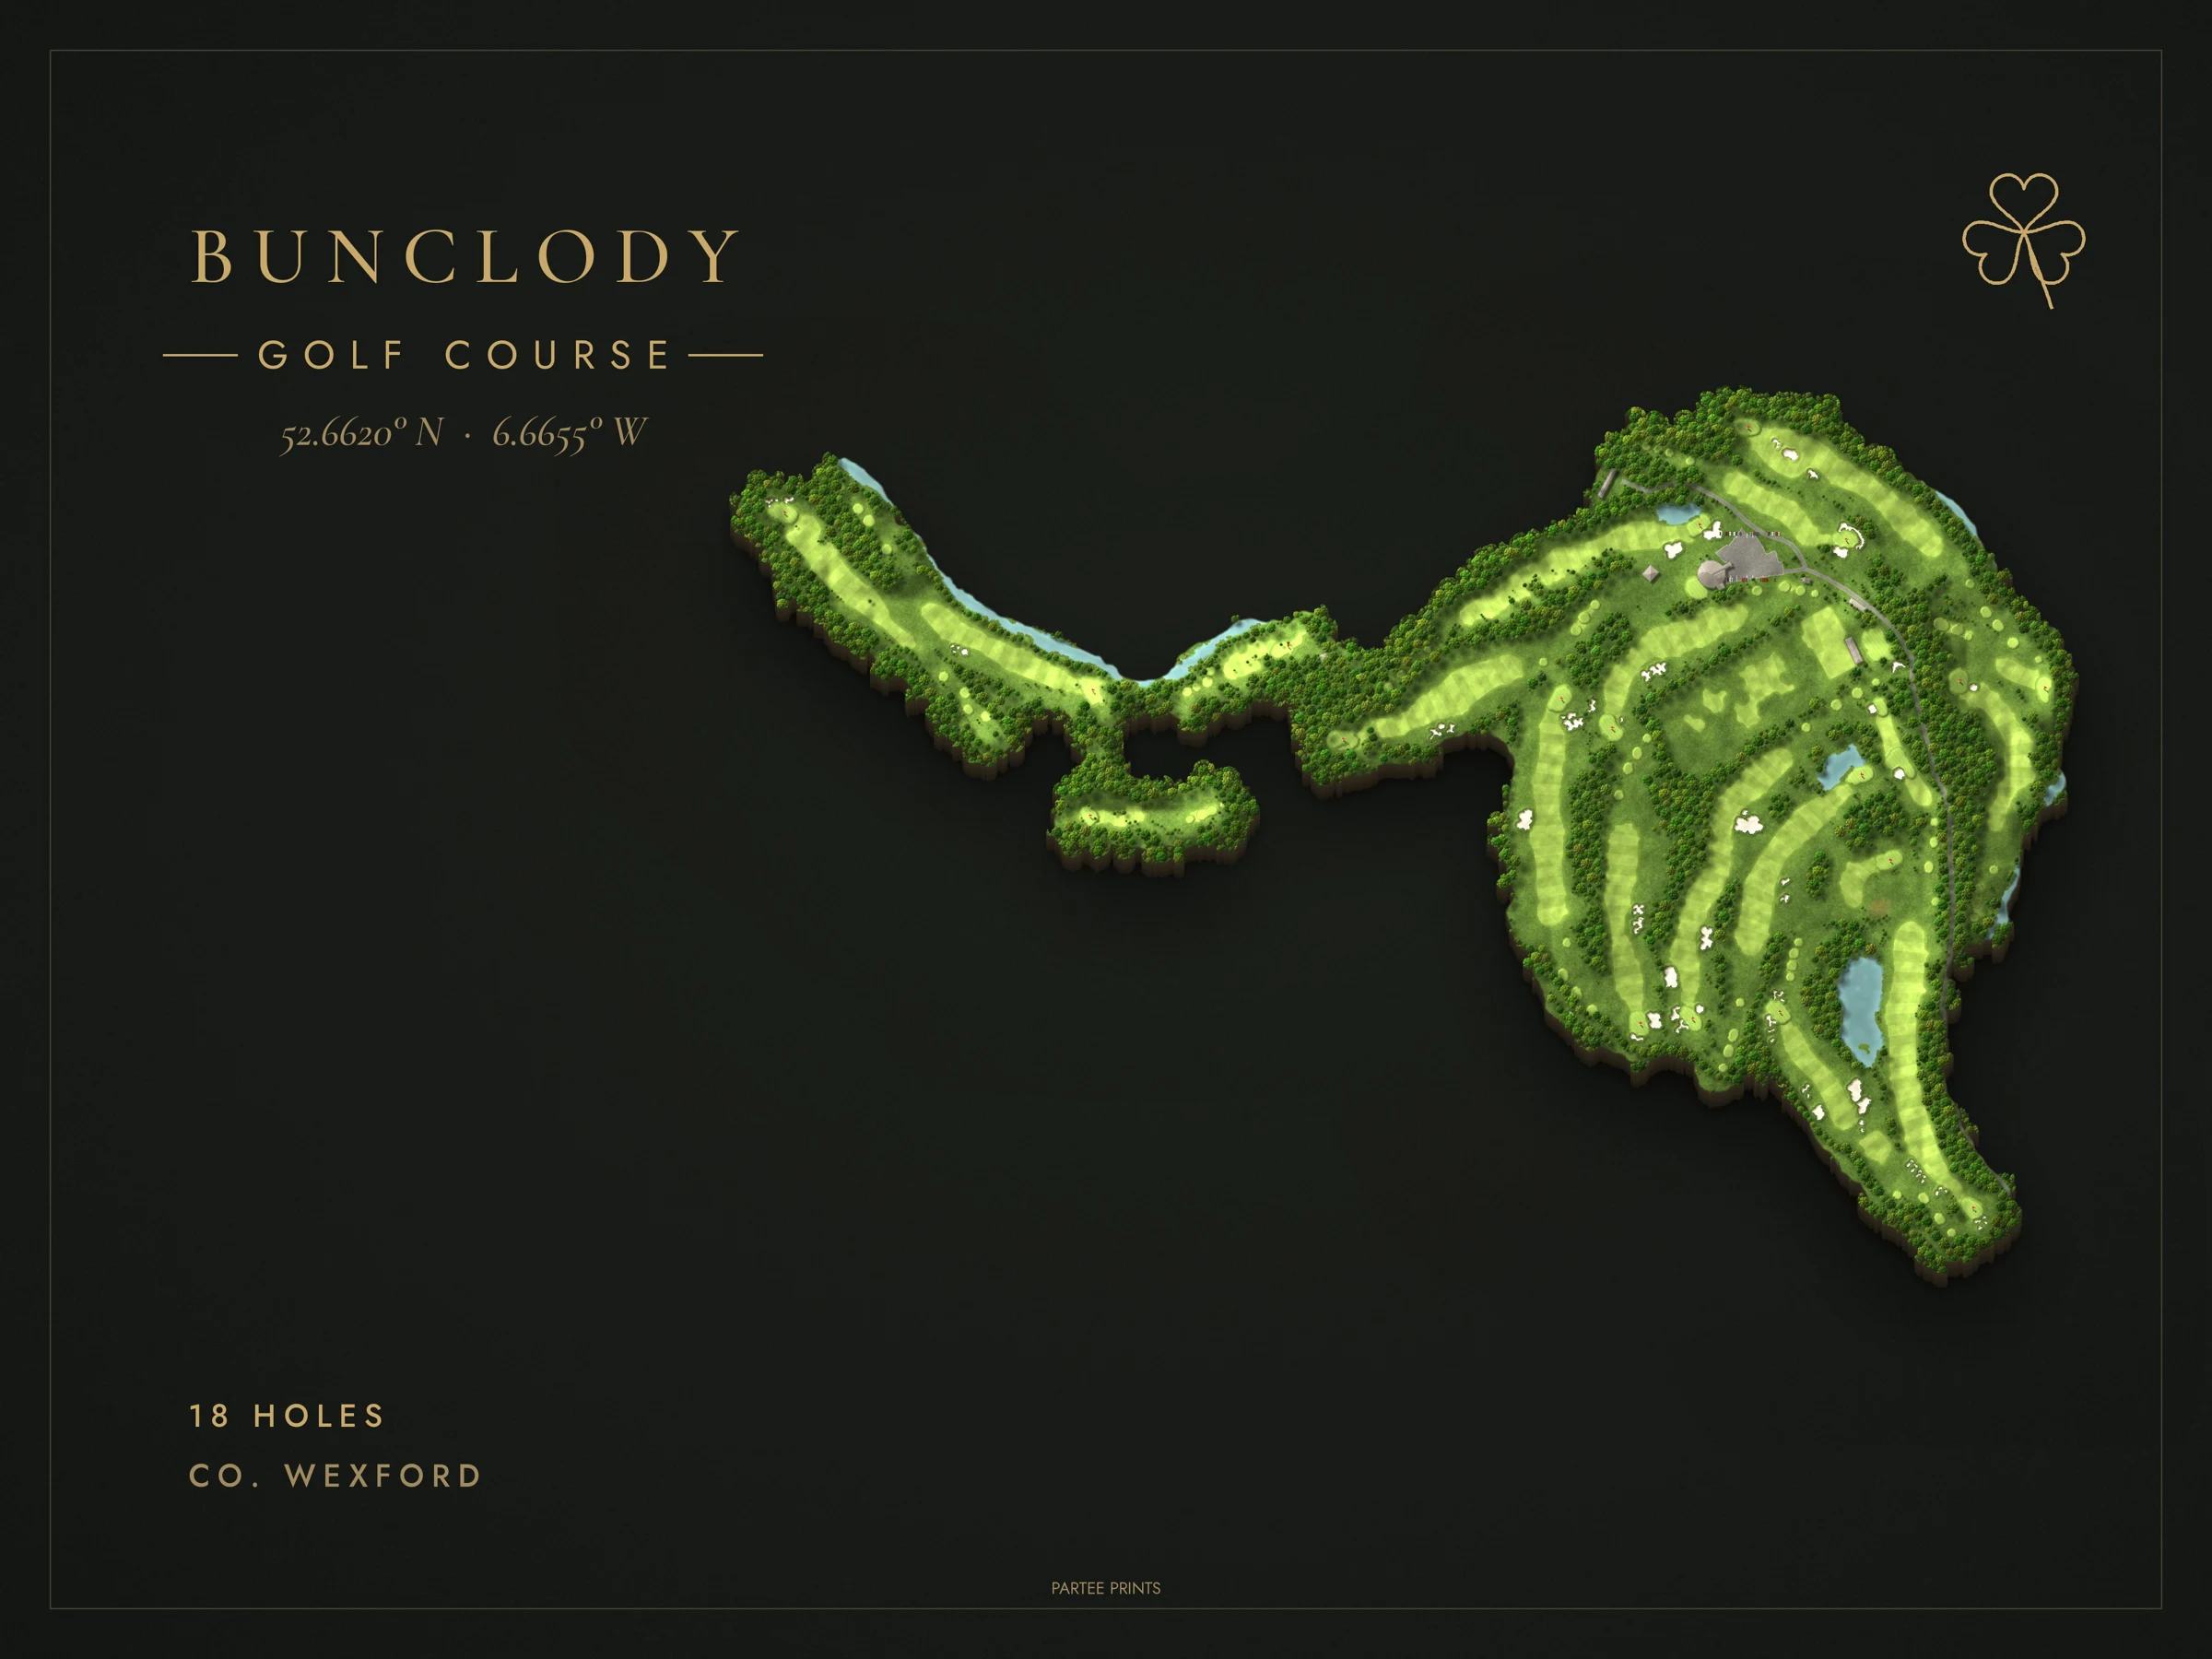 BUNCLODY
GOLF COURSE
52.6620° N · 6.6655° W
18 HOLES
CO. WEXFORD
PARTEE PRINTS